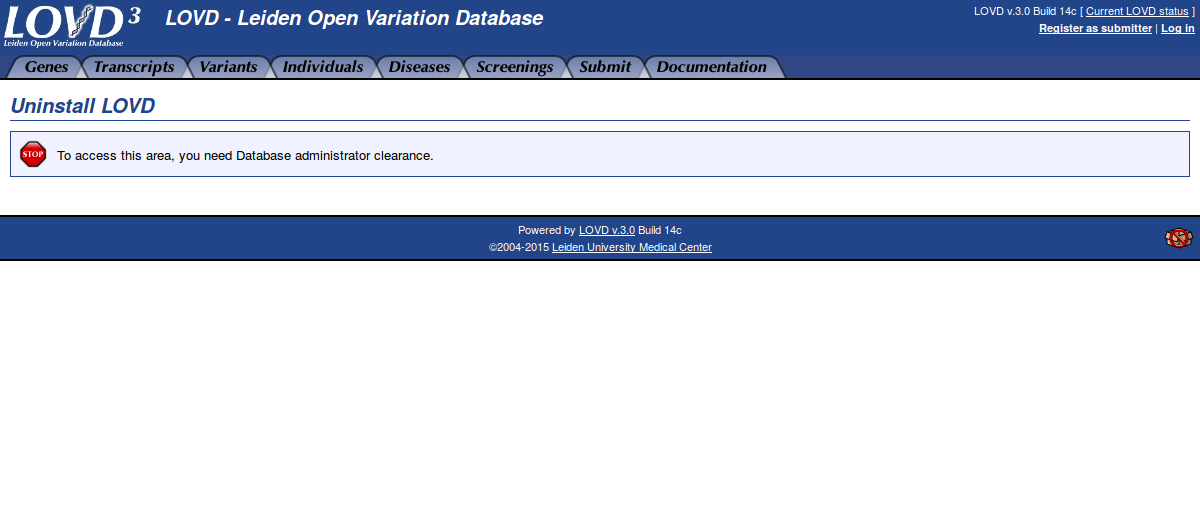 LOVD 3
Leiden Open Variation Database
LOVD - Leiden Open Variation Database
LOVD v.3.0 Build 14c [ Current LOVD status ]
Register as submitter | Log in
Genes Transcripts Variants Individuals Diseases Screenings Submit Documentation
Uninstall LOVD
STOP
To access this area, you need Database administrator clearance.
Powered by LOVD v.3.0 Build 14c
©2004-2015 Leiden University Medical Center